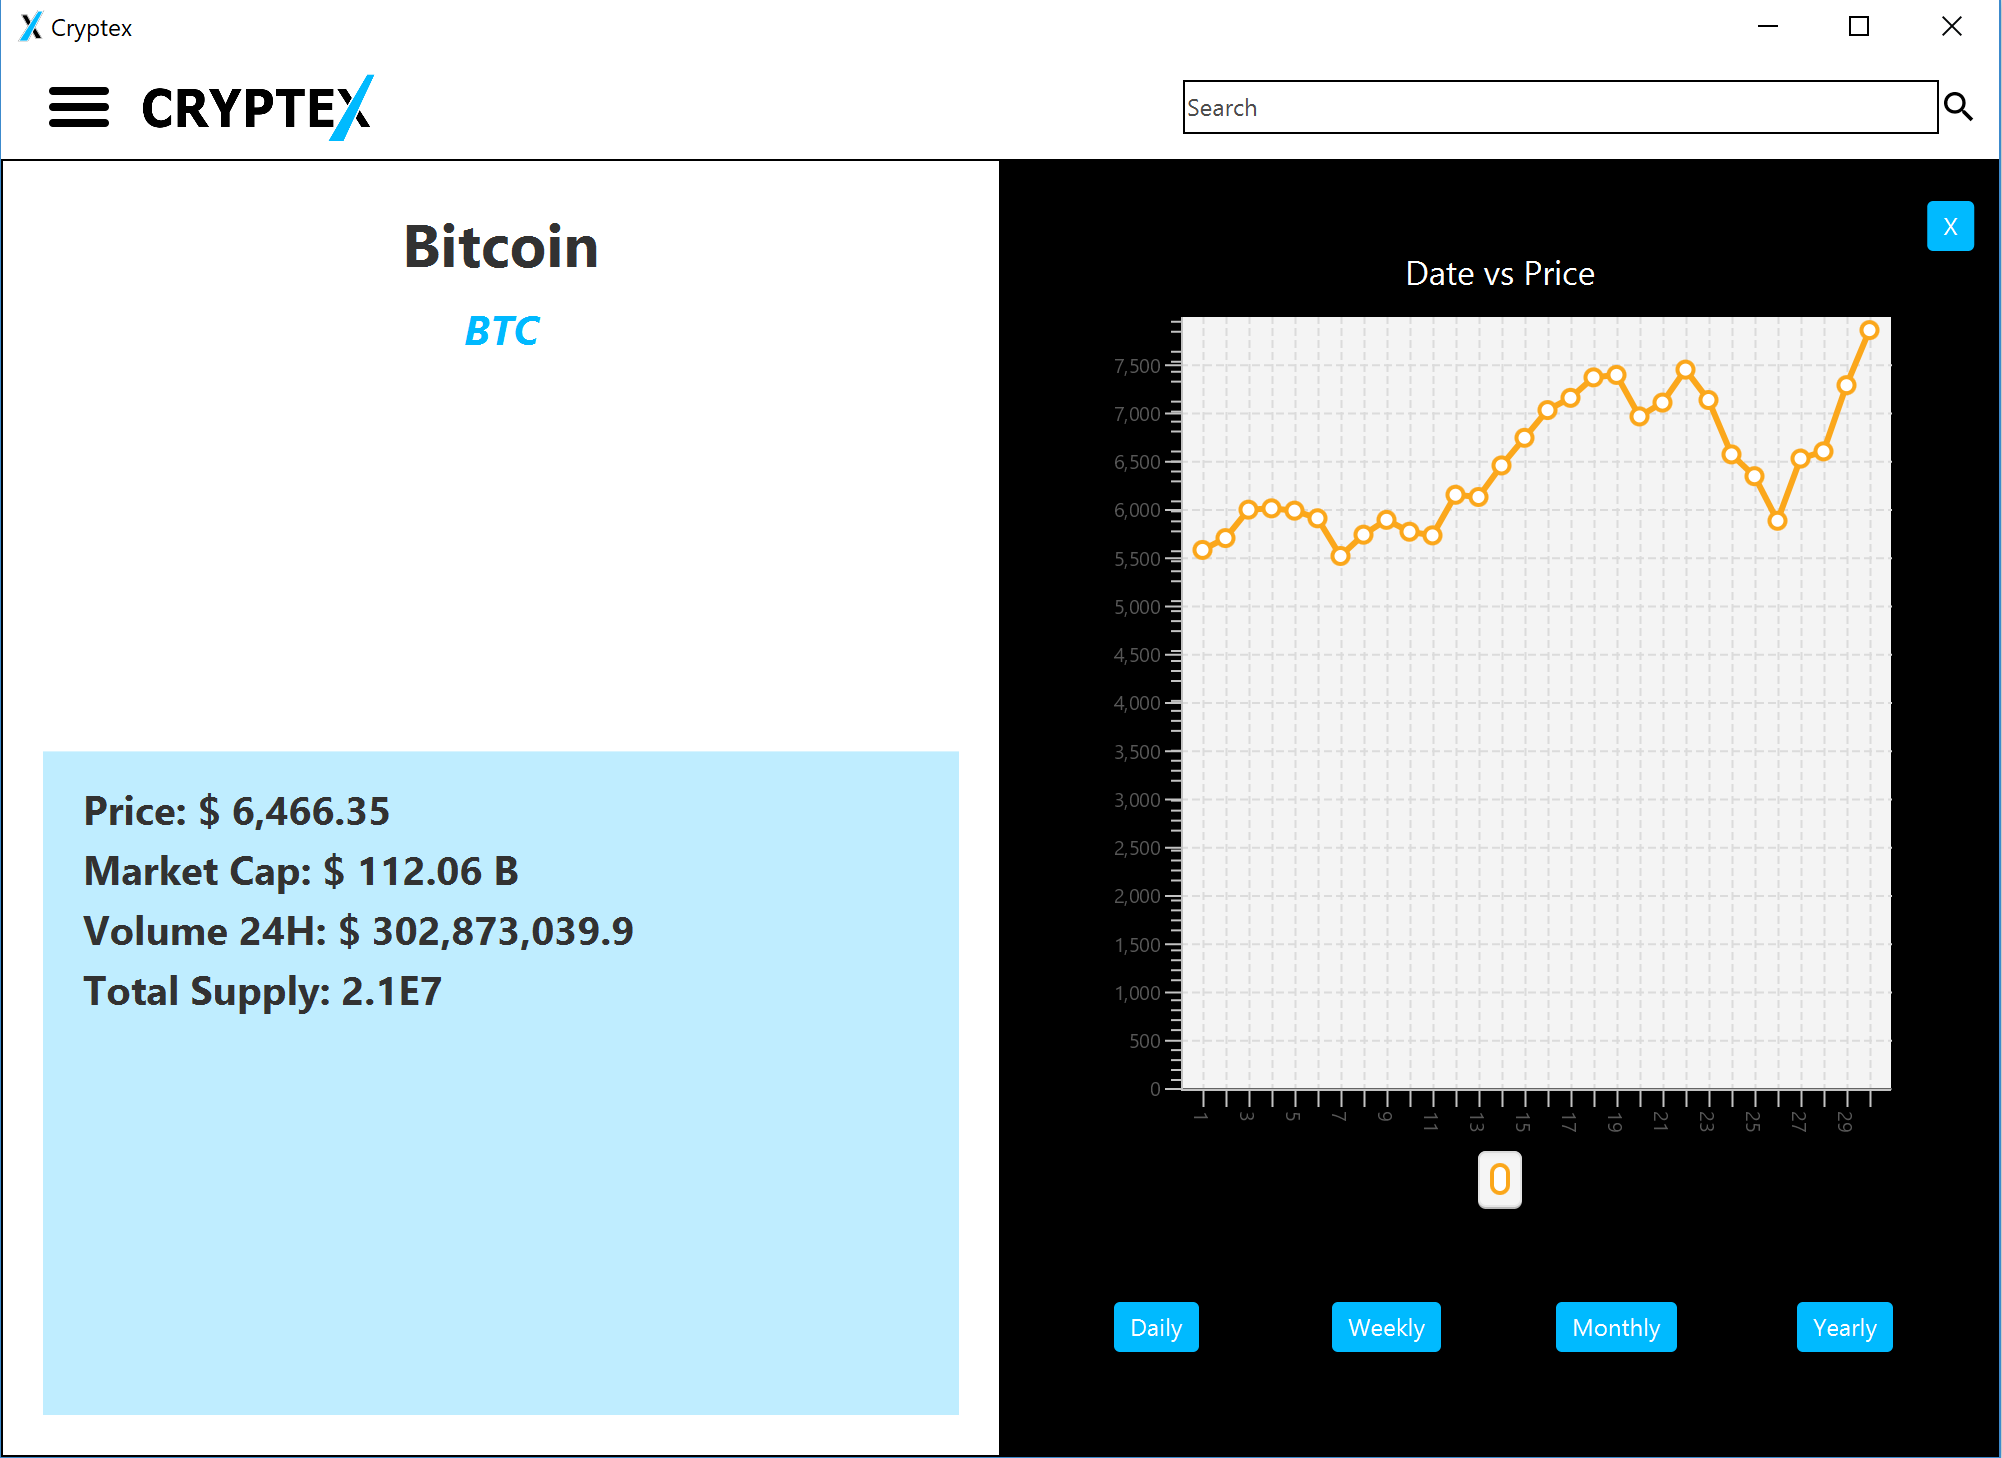 Cryptex
CRYPTEX
Search
Bitcoin
BTC
Price: $ 6,466.35
Market Cap: $ 112.06 B
Volume 24H: $ 302,873,039.9
Total Supply: 2.1E7
X
Date vs Price
7,500
7,000
6,500
6,000
5,500
5,000
4,500
4,000
3,500
3,000
2,500
2,000
1,500
1,000
500
0
1 3 5 7 9 11 13 15 17 19 21 23 25 27 29
Daily Weekly Monthly Yearly